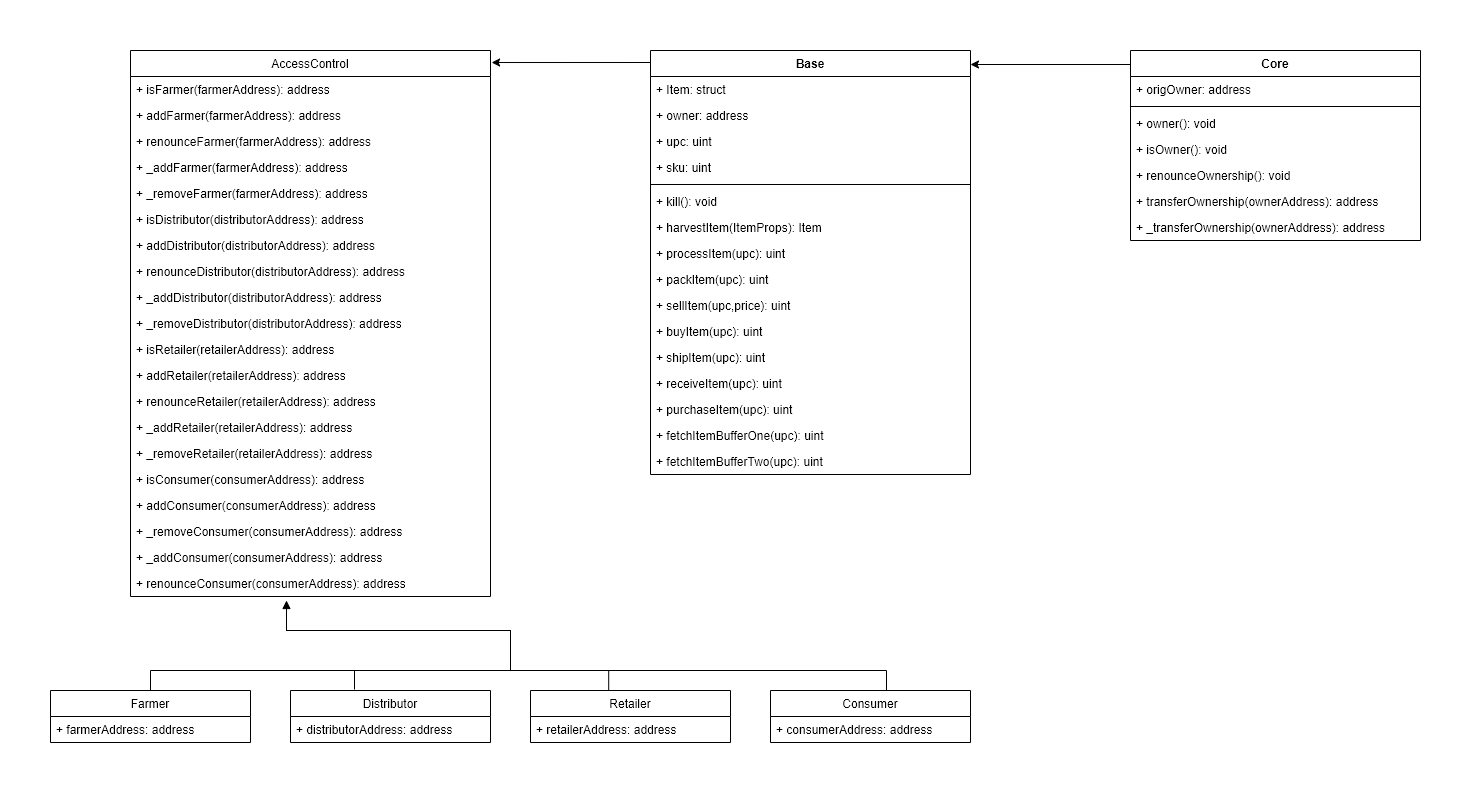 AccessControl
+ isFarmer(farmerAddress): address
+ addFarmer(farmerAddress): address
+ renounceFarmer(farmerAddress): address
+ _addFarmer(farmerAddress): address
+ _removeFarmer(farmerAddress): address
+ isDistributor(distributorAddress): address
+ addDistributor(distributorAddress): address
+ renounceDistributor(distributorAddress): address
+ _addDistributor(distributorAddress): address
+ _removeDistributor(distributorAddress): address
+ isRetailer(retailerAddress): address
+ addRetailer(retailerAddress): address
+ renounceRetailer(retailerAddress): address
+ _addRetailer(retailerAddress): address
+ _removeRetailer(retailerAddress): address
+ isConsumer(consumerAddress): address
+ addConsumer(consumerAddress): address
+ _removeConsumer(consumerAddress): address
+ _addConsumer(consumerAddress): address
+ renounceConsumer(consumerAddress): address
Base
+ Item: struct
+ owner: address
+ upc: uint
+ sku: uint
+ kill(): void
+ harvestItem(ItemProps): Item
+ processItem(upc): uint
+ packItem(upc): uint
+ sellItem(upc,price): uint
+ buyItem(upc): uint
+ shipItem(upc): uint
+ receiveItem(upc): uint
+ purchaseItem(upc): uint
+ fetchItemBufferOne(upc): uint
+ fetchItemBufferTwo(upc): uint
Core
+ origOwner: address
+ owner(): void
+ isOwner(): void
+ renounceOwnership(): void
+ transferOwnership(ownerAddress): address
+ _transferOwnership(ownerAddress): address
Farmer
+ farmerAddress: address
Distributor
+ distributorAddress: address
Retailer
+ retailerAddress: address
Consumer
+ consumerAddress: address